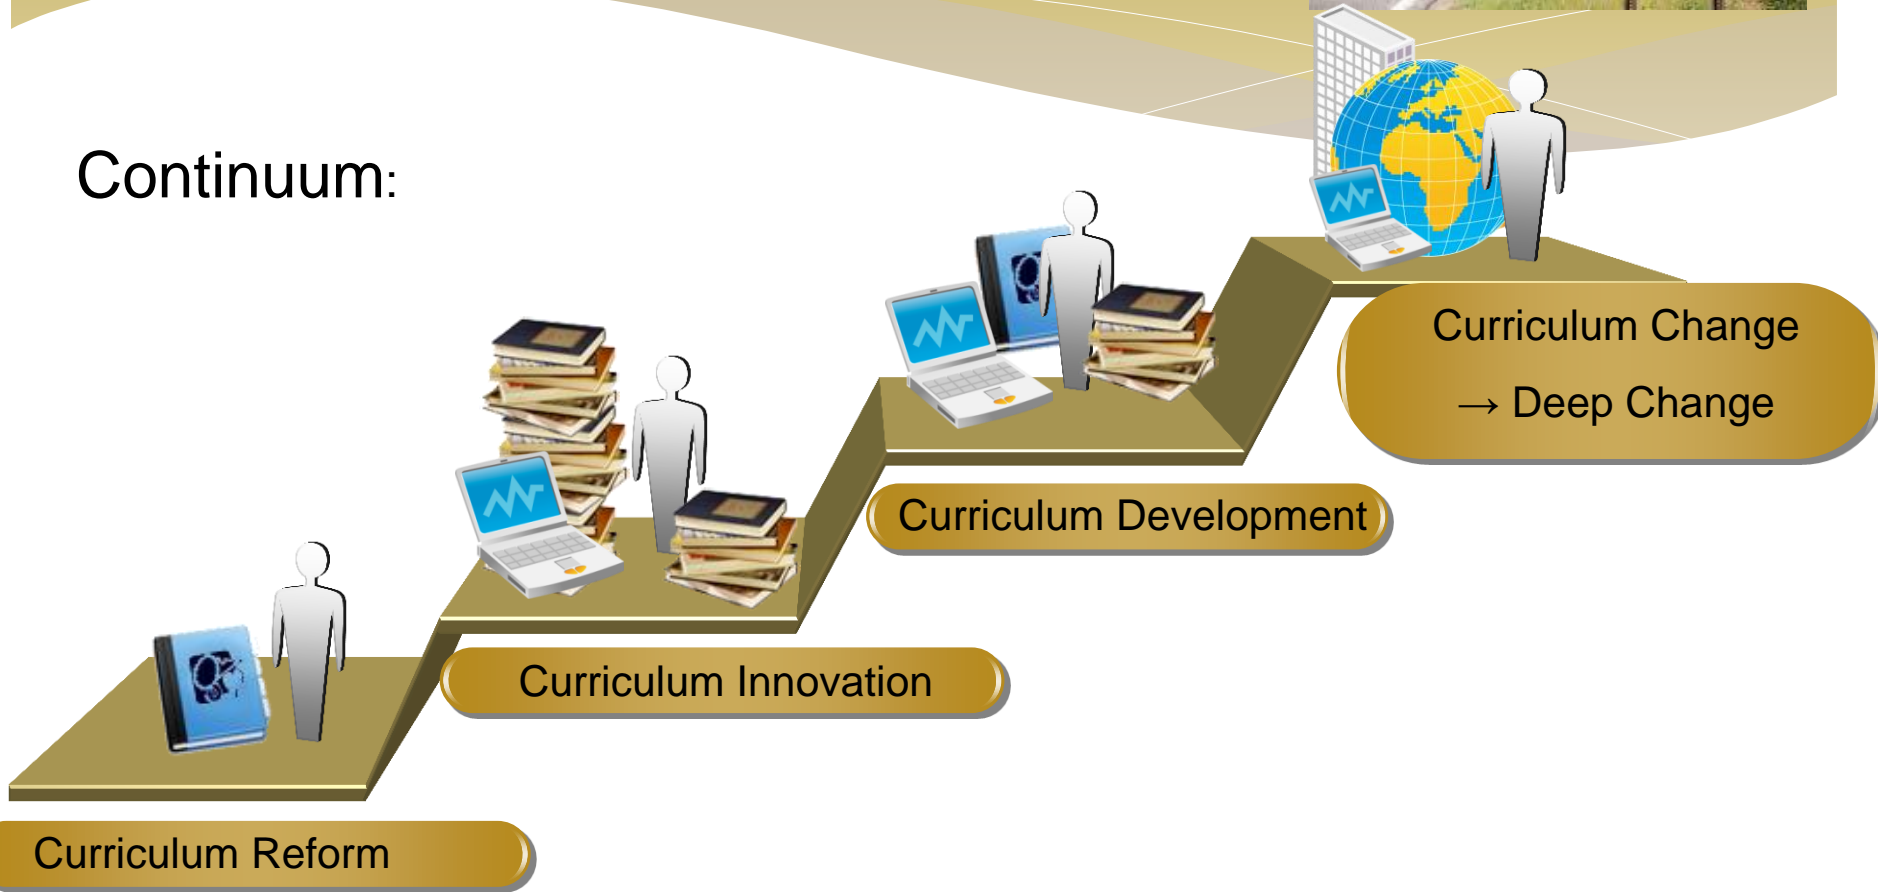 Continuum:
Curriculum Change
→ Deep Change
Curriculum Development
Curriculum Innovation
Curriculum Reform